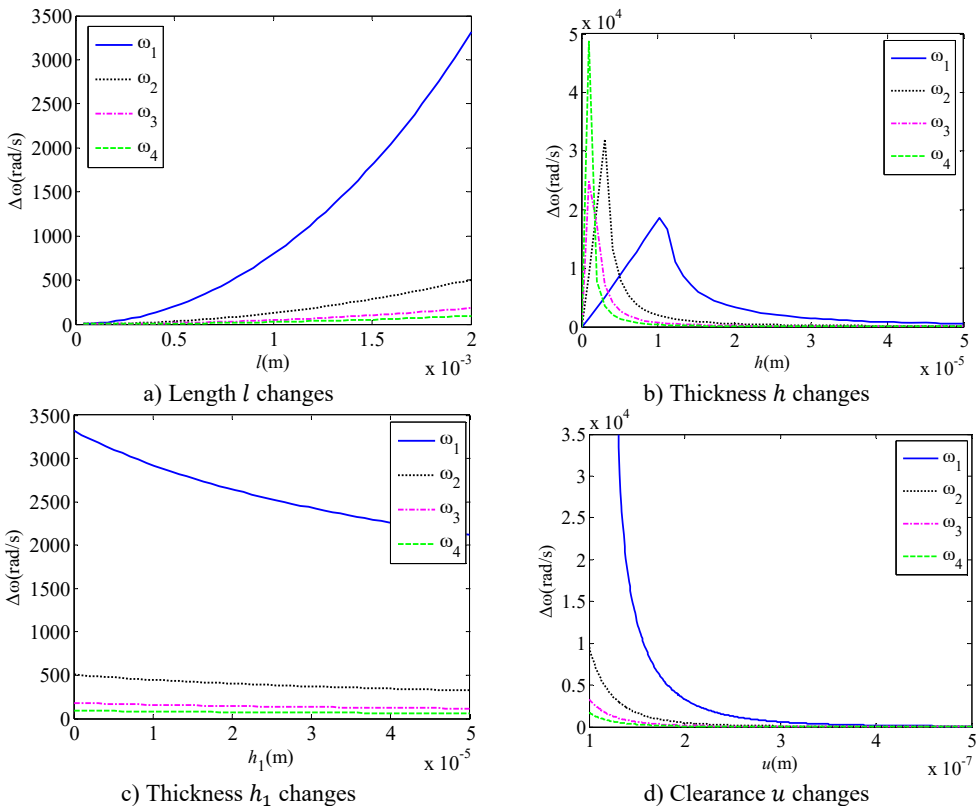 3500
3000
2500
2000
1500
1000
500
0
Δω(rad/s)
ω1
ω2
ω3
ω4
0 0.5 1 1.5 2
l(m)
x 10-3
a) Length l changes
x 104
5
4
3
2
1
0
Δω(rad/s)
ω1
ω2
ω3
ω4
0 1 2 3 4 5
h(m)
x 10-5
b) Thickness h changes
3500
3000
2500
2000
1500
1000
500
0
Δω(rad/s)
ω1
ω2
ω3
ω4
0 1 2 3 4 5
h1(m)
x 10-5
c) Thickness h1 changes
x 104
3.5
3
2.5
2
1.5
1
0.5
0
Δω(rad/s)
ω1
ω2
ω3
ω4
1 2 3 4 5
u(m)
x 10-7
d) Clearance u changes